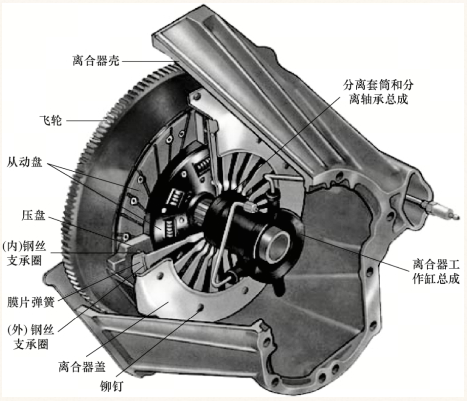 离合器壳
飞轮
从动盘
压盘
(内)钢丝
支承圈
膜片弹簧
(外)钢丝
支承圈
离合器盖
铆钉
分离套筒和分
离轴承总成
离合器工
作缸总成